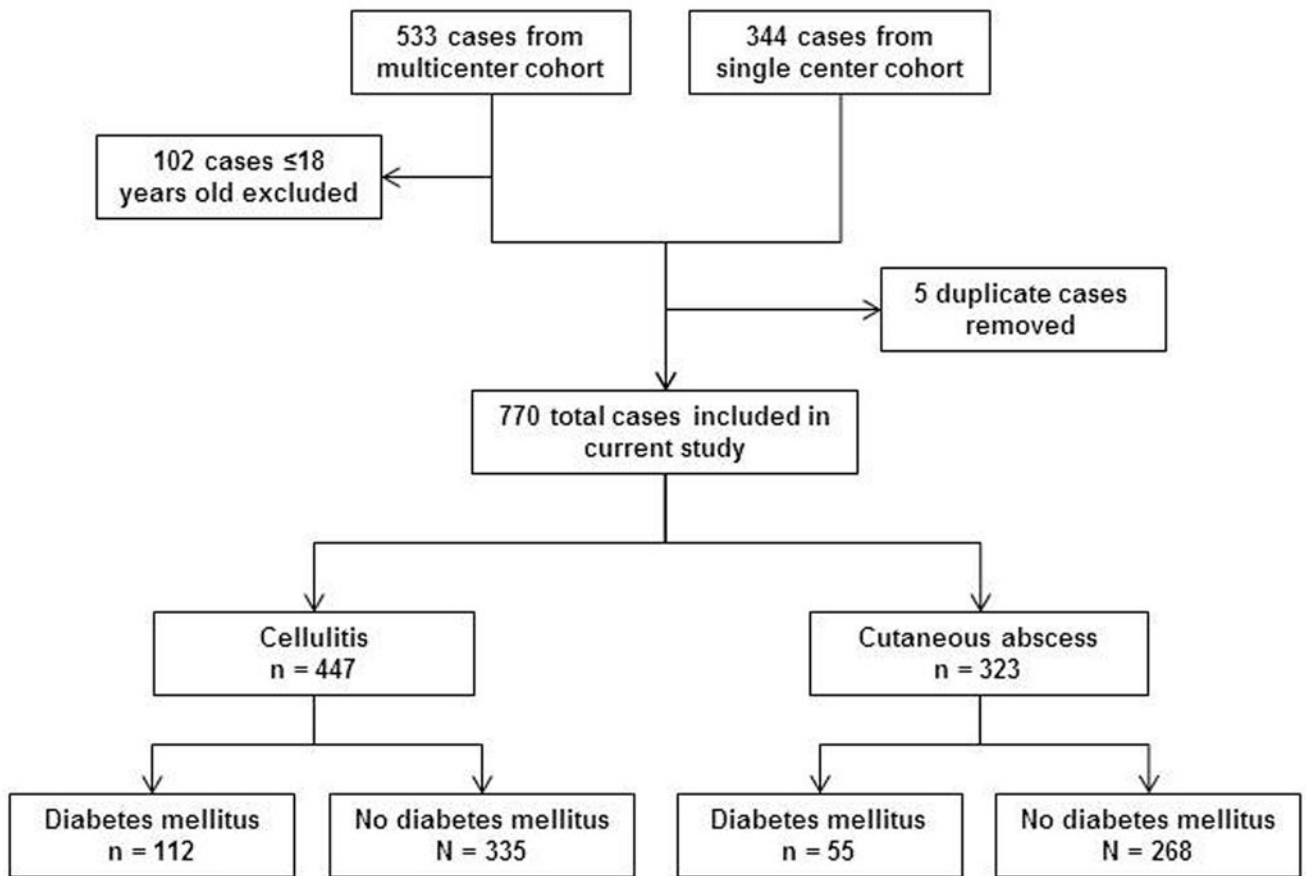 533 cases from
multicenter cohort
344 cases from
single center cohort
102 cases ≤18
years old excluded
5 duplicate cases
removed
770 total cases included in
current study
Cellulitis
n = 447
Cutaneous abscess
n = 323
Diabetes mellitus
n = 112
No diabetes mellitus
N = 335
Diabetes mellitus
n = 55
No diabetes mellitus
N = 268